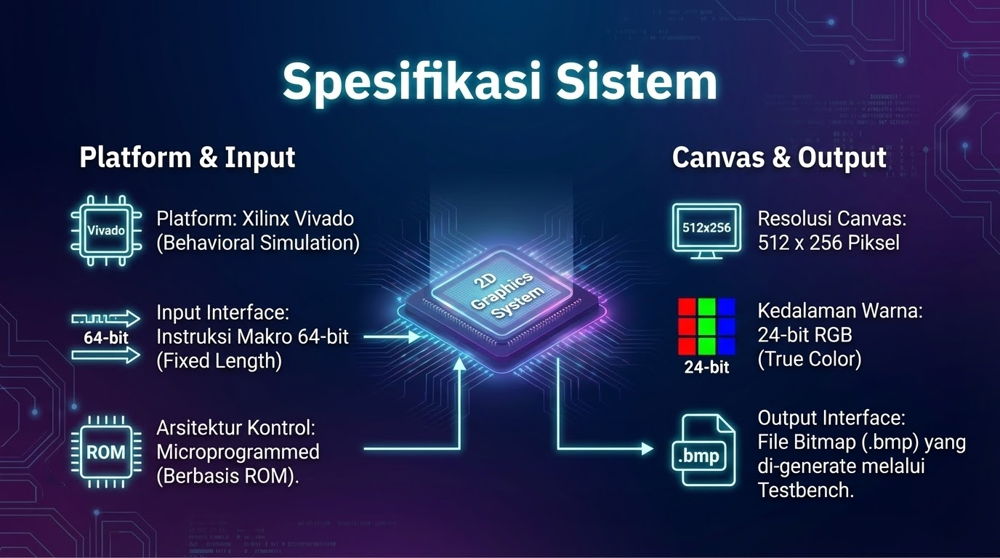 Spesifikasi Sistem
Platform & Input
Vivado
Platform: Xilinx Vivado
(Behavioral Simulation)
64-bit
Input Interface:
Instruksi Makro 64-bit
(Fixed Length)
ROM
Arsitektur Kontrol:
Microprogrammed
(Berbasis ROM).
2D
Graphics
System
Canvas & Output
512x256
Resolusi Canvas:
512 x 256 Piksel
24-bit
Kedalaman Warna:
24-bit RGB
(True Color)
.bmp
Output Interface:
File Bitmap (.bmp) yang
di-generate melalui
Testbench.